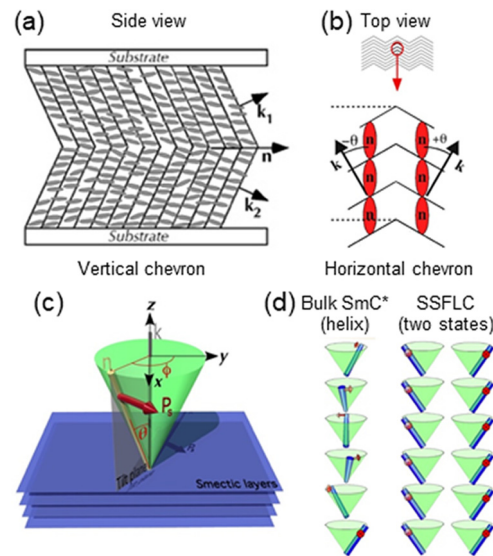 (a) Side view
Substrate
k1
n
k2
Substrate
Vertical chevron
(b) Top view
-θ +θ
n n
k n n k
n n
Horizontal chevron
(c)
z
k
y
ϕ
x
Ps
θ
Tilt plane
Smectic layers
(d) Bulk SmC* SSFLC
(helix) (two states)